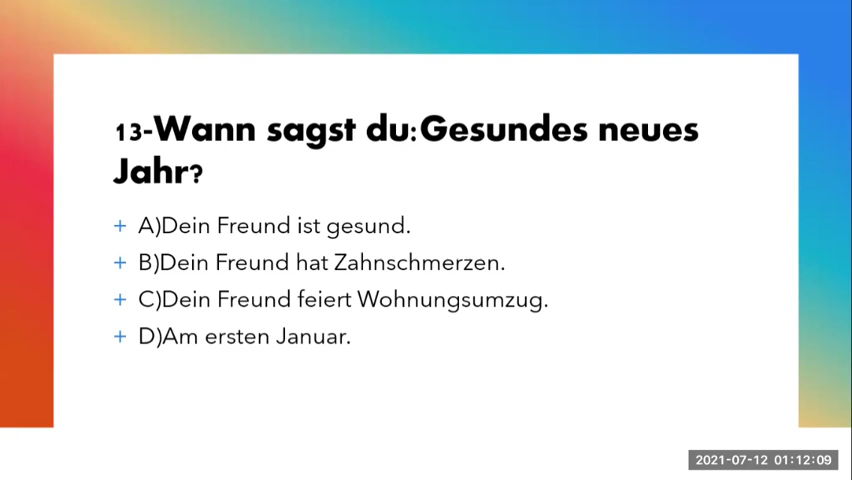 13-Wann sagst du:Gesundes neues
Jahr?
+ A)Dein Freund ist gesund.
+ B)Dein Freund hat Zahnschmerzen.
+ C)Dein Freund feiert Wohnungsumzug.
+ D)Am ersten Januar.
2021-07-12 01:12:09